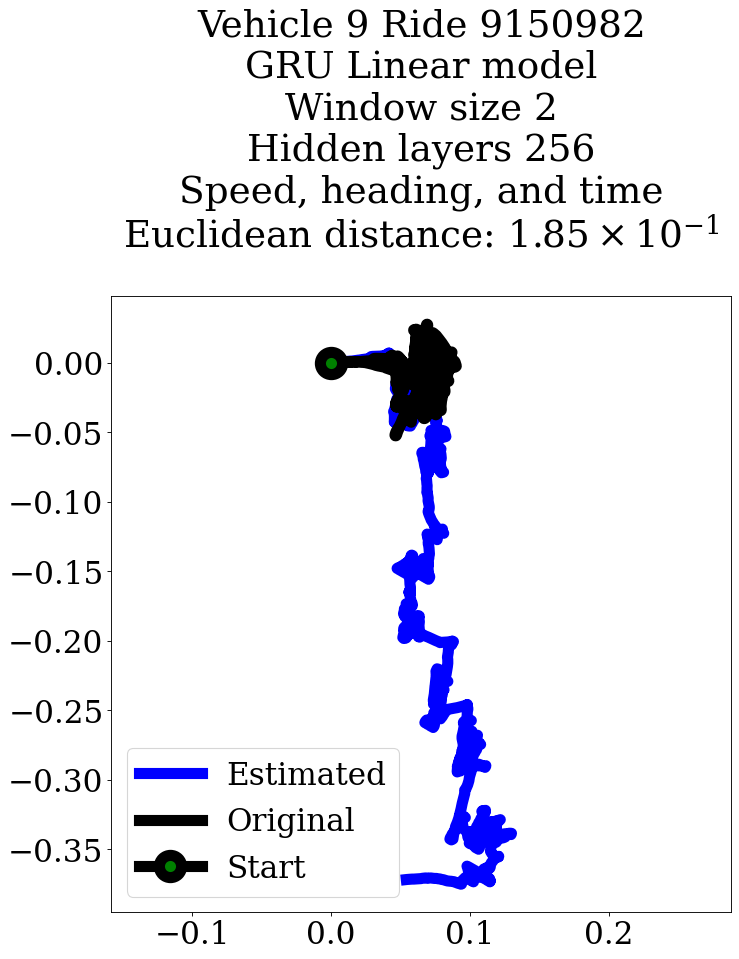 Vehicle 9 Ride 9150982
GRU Linear model
Window size 2
Hidden layers 256
Speed, heading, and time
Euclidean distance: 1.85 × 10⁻¹
0.00
−0.05
−0.10
−0.15
−0.20
−0.25
−0.30
−0.35
Estimated
Original
Start
−0.1 0.0 0.1 0.2